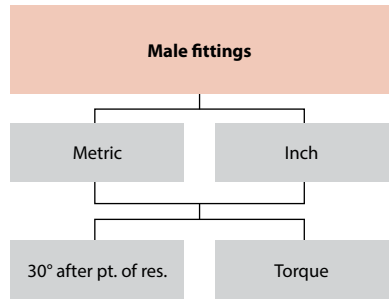 Male fittings
Metric
Inch
30° after pt. of res.
Torque